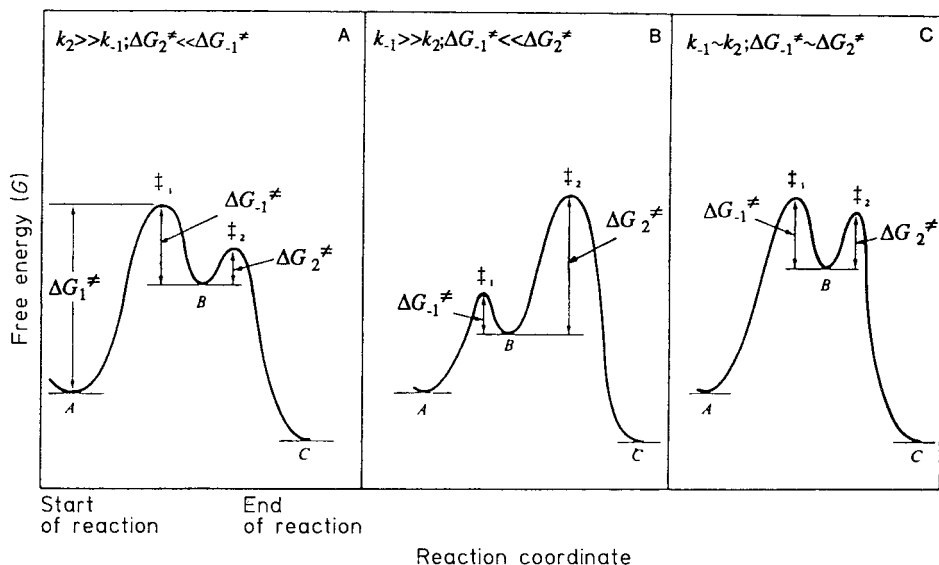 k₂>>k₋₁;ΔG₂≠<<ΔG₋₁≠
A
‡₁
ΔG₋₁≠
‡₂
ΔG₂≠
ΔG₁≠
B
A
C
k₋₁>>k₂;ΔG₋₁≠<<ΔG₂≠
B
‡₂
ΔG₂≠
‡₁
ΔG₋₁≠
B
A
C
k₋₁~k₂;ΔG₋₁≠~ΔG₂≠
C
‡₁
‡₂
ΔG₋₁≠
ΔG₂≠
B
A
C
Free energy (G)
Start
of reaction
End
of reaction
Reaction coordinate